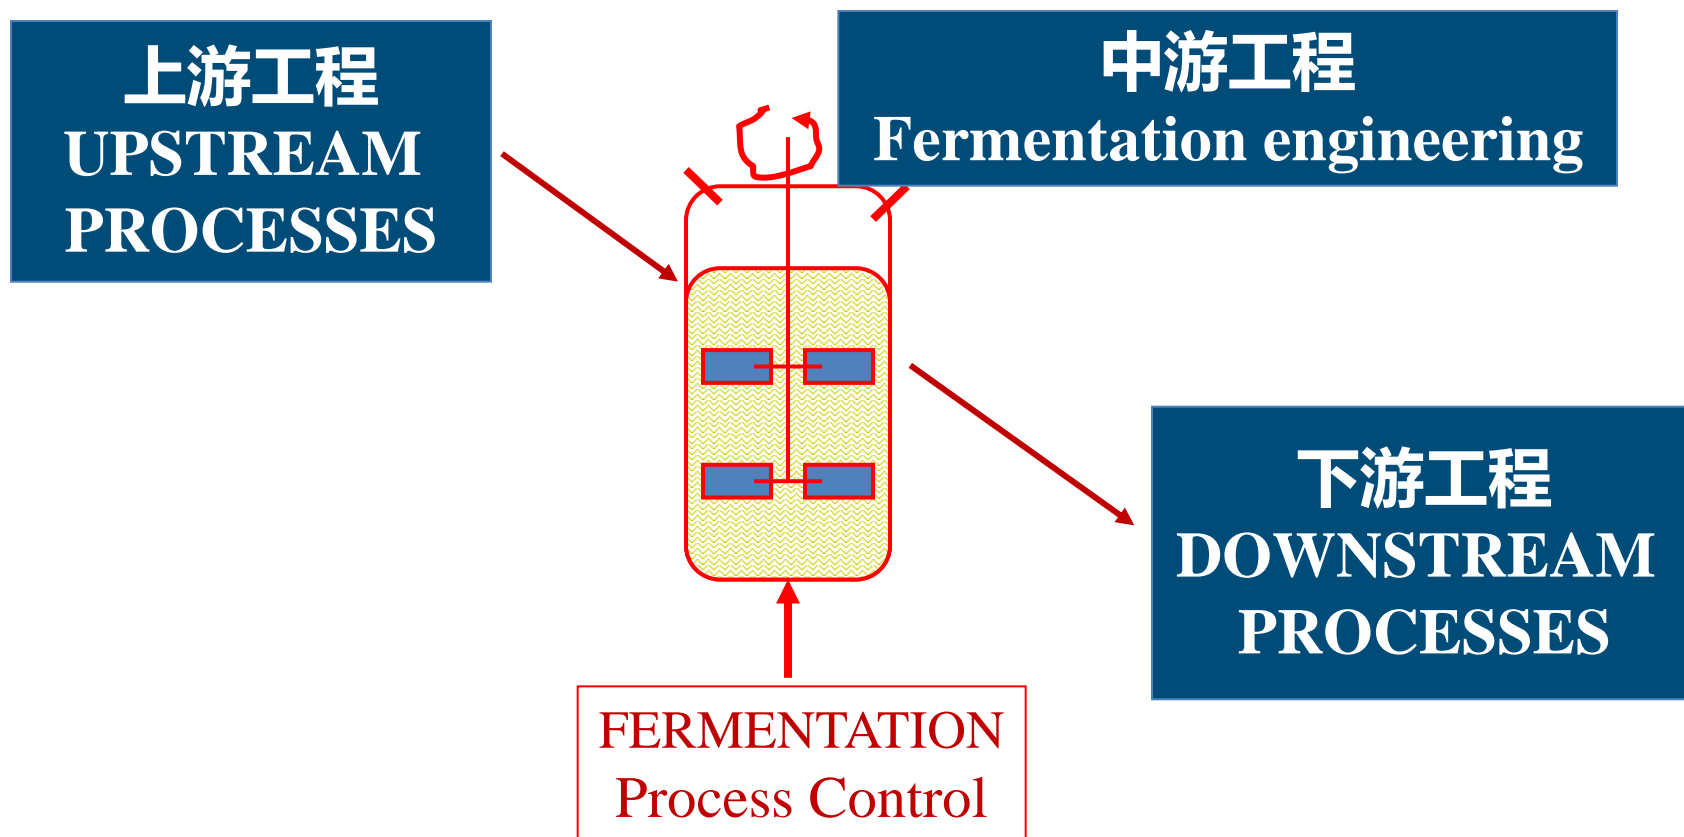 上游工程
UPSTREAM
PROCESSES
中游工程
Fermentation engineering
下游工程
DOWNSTREAM
PROCESSES
FERMENTATION
Process Control